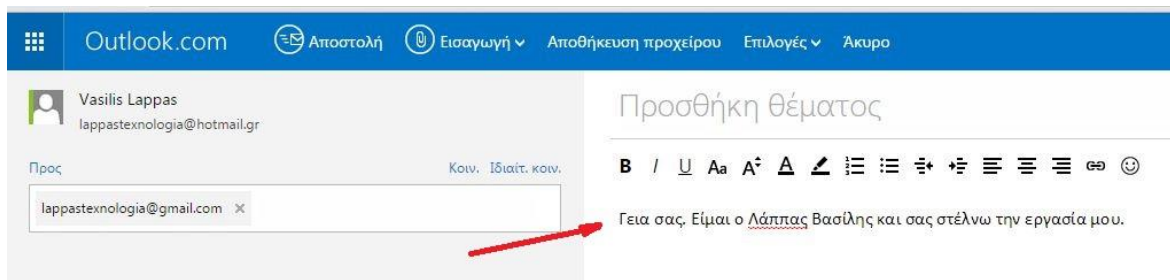 Outlook.com Αποστολή Εισαγωγή Αποθήκευση προχείρου Επιλογές Άκυρο
Vasilis Lappas
lappastexnologia@hotmail.gr
Προς Κοιν. Ιδιαίτ. κοιν.
lappastexnologia@gmail.com ×
Προσθήκη θέματος
B I U Aa A A
Γεια σας. Είμαι ο Λάππας Βασίλης και σας στέλνω την εργασία μου.